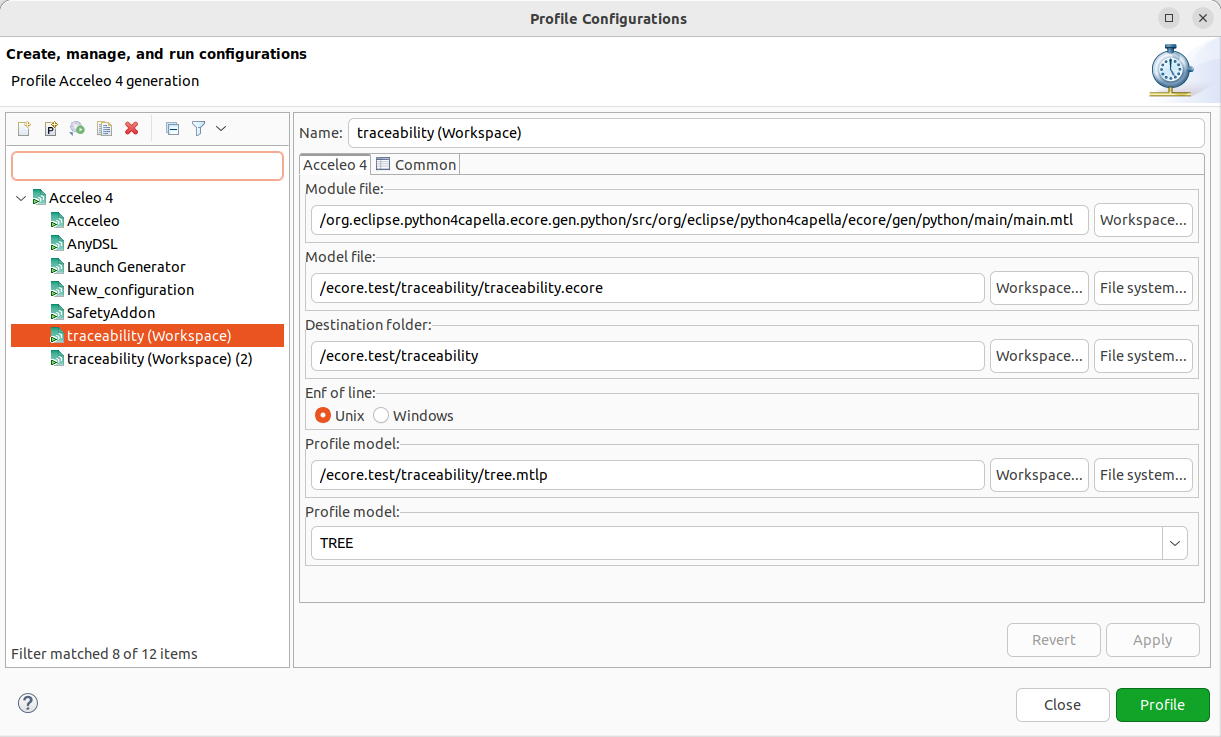 Profile Configurations
Create, manage, and run configurations
Profile Acceleo 4 generation
Acceleo 4
Acceleo
AnyDSL
Launch Generator
New_configuration
SafetyAddon
traceability (Workspace)
traceability (Workspace) (2)
Filter matched 8 of 12 items
Name: traceability (Workspace)
Acceleo 4 Common
Module file:
/org.eclipse.python4capella.ecore.gen.python/src/org/eclipse/python4capella/ecore/gen/python/main/main.mtl Workspace...
Model file:
/ecore.test/traceability/traceability.ecore Workspace... File system...
Destination folder:
/ecore.test/traceability Workspace... File system...
Enf of line:
Unix Windows
Profile model:
/ecore.test/traceability/tree.mtlp Workspace... File system...
Profile model:
TREE
Revert Apply
? Close Profile